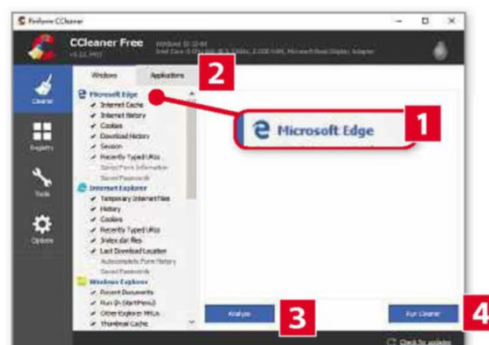 Piriform CCleaner
CCleaner Free
Windows
Applications
2
Microsoft Edge
Internet Cache
Internet History
Cookies
Download History
Session
Recently Typed URLs
Saved Form Information
Saved Passwords
Internet Explorer
Temporary Internet Files
History
Cookies
Recently Typed URLs
Index.dat files
Last Download Location
Autocomplete Form History
Saved Passwords
Windows Explorer
Recent Documents
Run (in Start Menu)
Other Explorer MRUs
Thumbnail Cache
Cleaner
Registry
Tools
Options
Microsoft Edge
1
Analyze
3
Run Cleaner
4
Check for updates